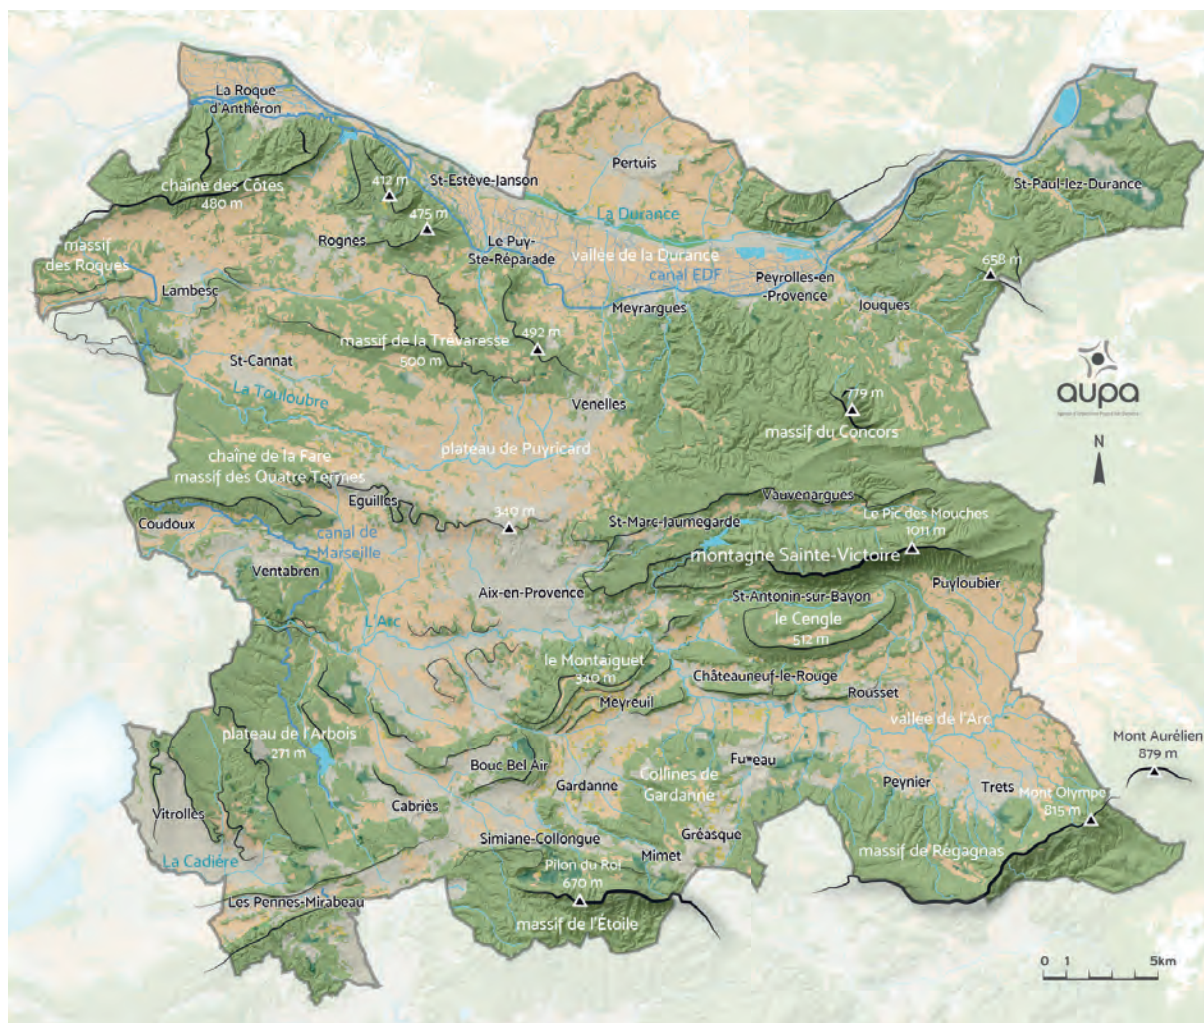 La Roque
d'Anthéron
Pertuis
412 m
St-Estève-Janson
St-Paul-lez-Durance
chaîne des Côtes
480 m
475 m
La Durance
Rognes
Le Puy-
Ste-Réparade
vallée de la Durance
massif
des Roques
canal EDF
658 m
Lambesc
Peyrolles-en
-Provence
Meyrargues
Jouques
492 m
massif de la Trévaresse
500 m
St-Cannat
aupa
La Touloubre
779 m
Venelles
massif du Concors
N
plateau de Puyricard
chaîne de la Fare
massif des Quatre Termes
Vauvenargues
Eguilles
340 m
Le Pic des Mouches
1011 m
St-Marc-Jaumegarde
Coudoux
canal de
Marseille
montagne Sainte-Victoire
Ventabren
Puyloubier
Aix-en-Provence
St-Antonin-sur-Bayon
le Cengle
512 m
L'Arc
le Montaiguet
340 m
Châteauneuf-le-Rouge
Meyreuil
Rousset
vallée de l'Arc
plateau de l'Arbois
271 m
Mont Aurélien
879 m
Bouc Bel Air
Fuveau
Gardanne
Collines de
Gardanne
Peynier
Trets
Mont Olympe
815 m
Cabriès
Vitrolles
Simiane-Collongue
Gréasque
Mimet
massif de Régagnas
La Cadière
Pilon du Roi
670 m
Les Pennes-Mirabeau
massif de l'Étoile
0 1 5km